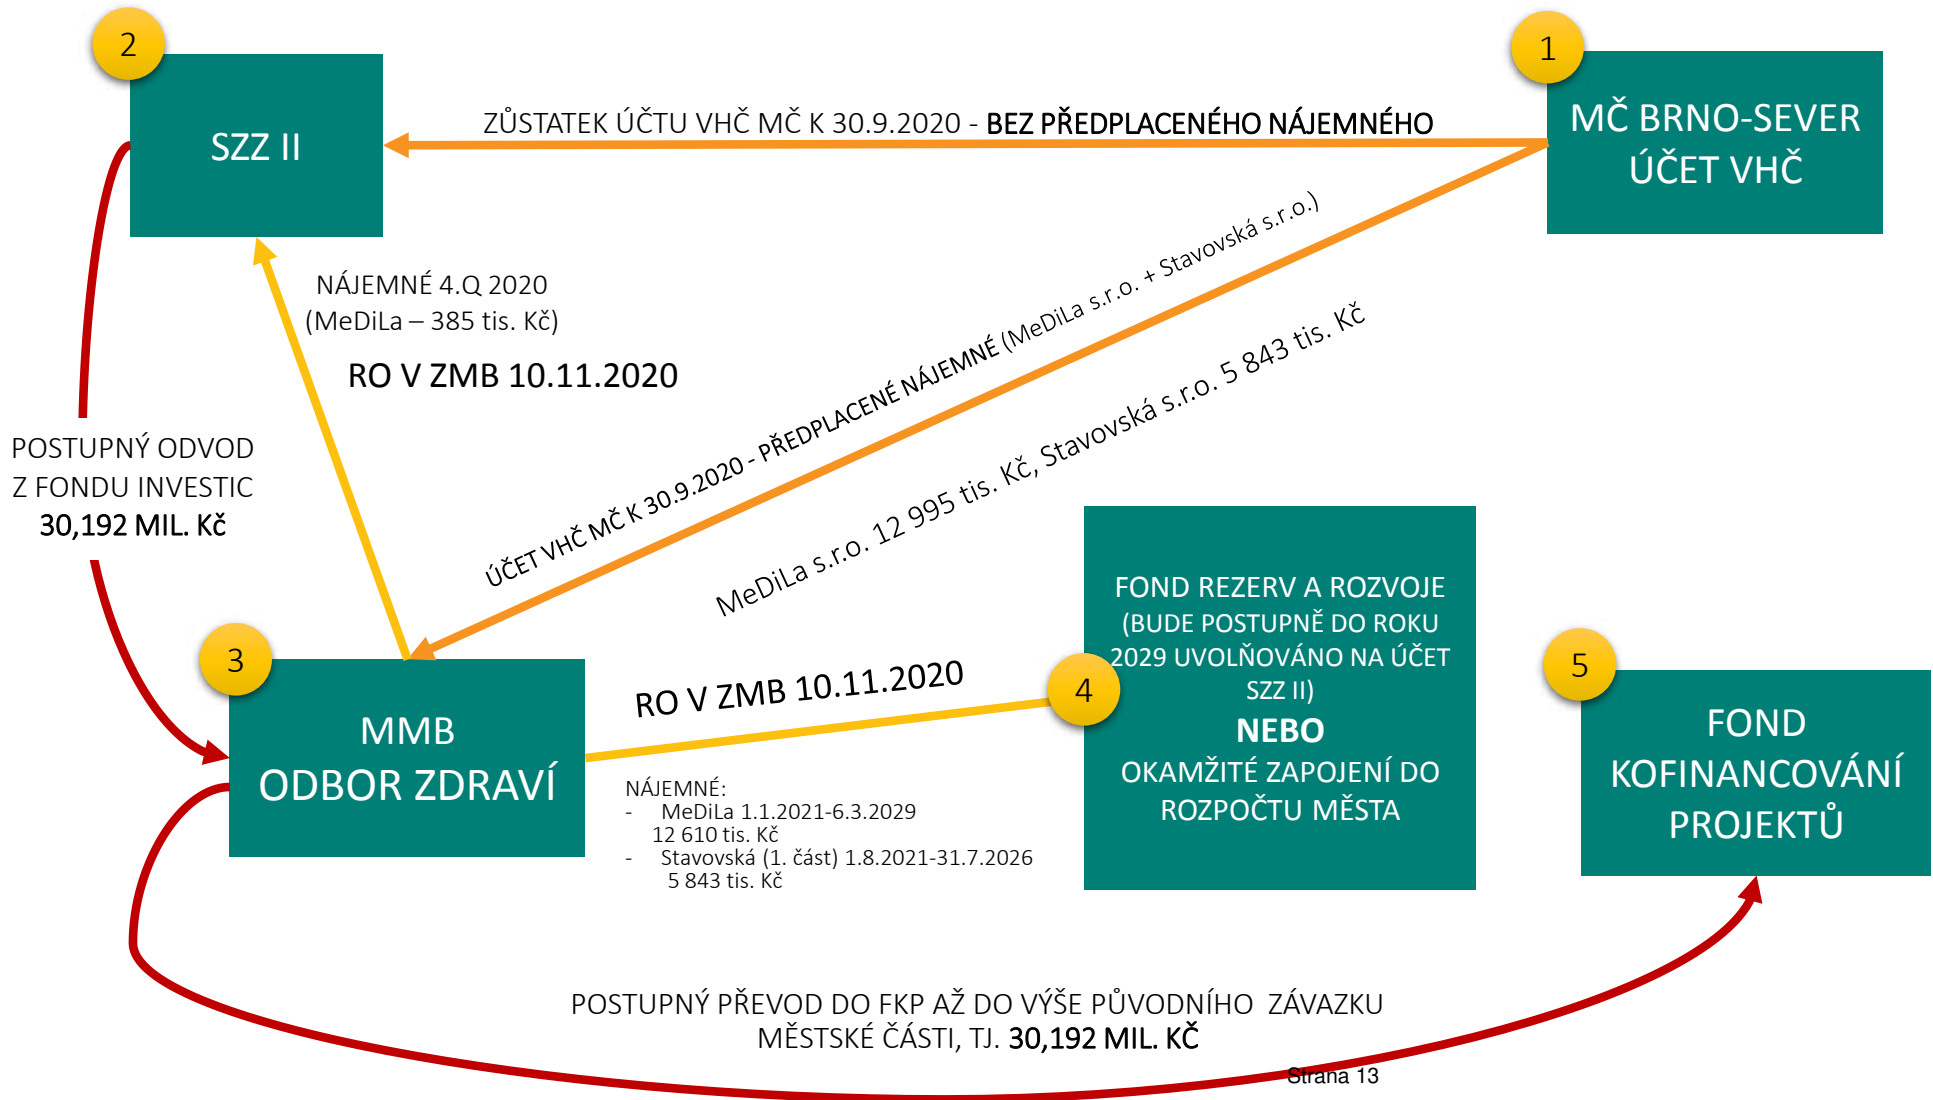 2
SZZ II
ZŮSTATEK ÚČTU VHČ MČ K 30.9.2020 - BEZ PŘEDPLACENÉHO NÁJEMNÉHO
1
MČ BRNO-SEVER
ÚČET VHČ
NÁJEMNÉ 4.Q 2020
(MeDiLa – 385 tis. Kč)
RO V ZMB 10.11.2020
ÚČET VHČ MČ K 30.9.2020 - PŘEDPLACENÉ NÁJEMNÉ (MeDiLa s.r.o. + Stavovská s.r.o.)
MeDiLa s.r.o. 12 995 tis. Kč, Stavovská s.r.o. 5 843 tis. Kč
POSTUPNÝ ODVOD
Z FONDU INVESTIC
30,192 MIL. Kč
3
MMB
ODBOR ZDRAVÍ
RO V ZMB 10.11.2020
NÁJEMNÉ:
- MeDiLa 1.1.2021-6.3.2029
12 610 tis. Kč
- Stavovská (1. část) 1.8.2021-31.7.2026
5 843 tis. Kč
4
FOND REZERV A ROZVOJE
(BUDE POSTUPNĚ DO ROKU
2029 UVOLŇOVÁNO NA ÚČET
SZZ II)
NEBO
OKAMŽITÉ ZAPOJENÍ DO
ROZPOČTU MĚSTA
5
FOND
KOFINANCOVÁNÍ
PROJEKTŮ
POSTUPNÝ PŘEVOD DO FKP AŽ DO VÝŠE PŮVODNÍHO ZÁVAZKU
MĚSTSKÉ ČÁSTI, TJ. 30,192 MIL. KČ
Strana 13